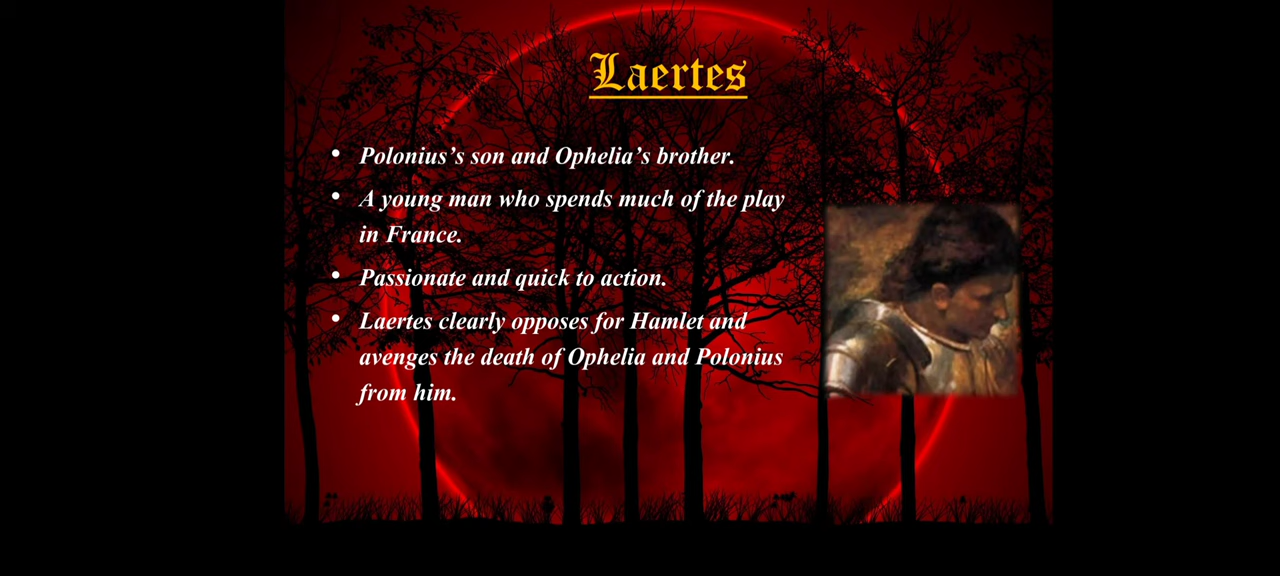 Laertes
• Polonius’s son and Ophelia’s brother.
• A young man who spends much of the play
in France.
• Passionate and quick to action.
• Laertes clearly opposes for Hamlet and
avenges the death of Ophelia and Polonius
from him.